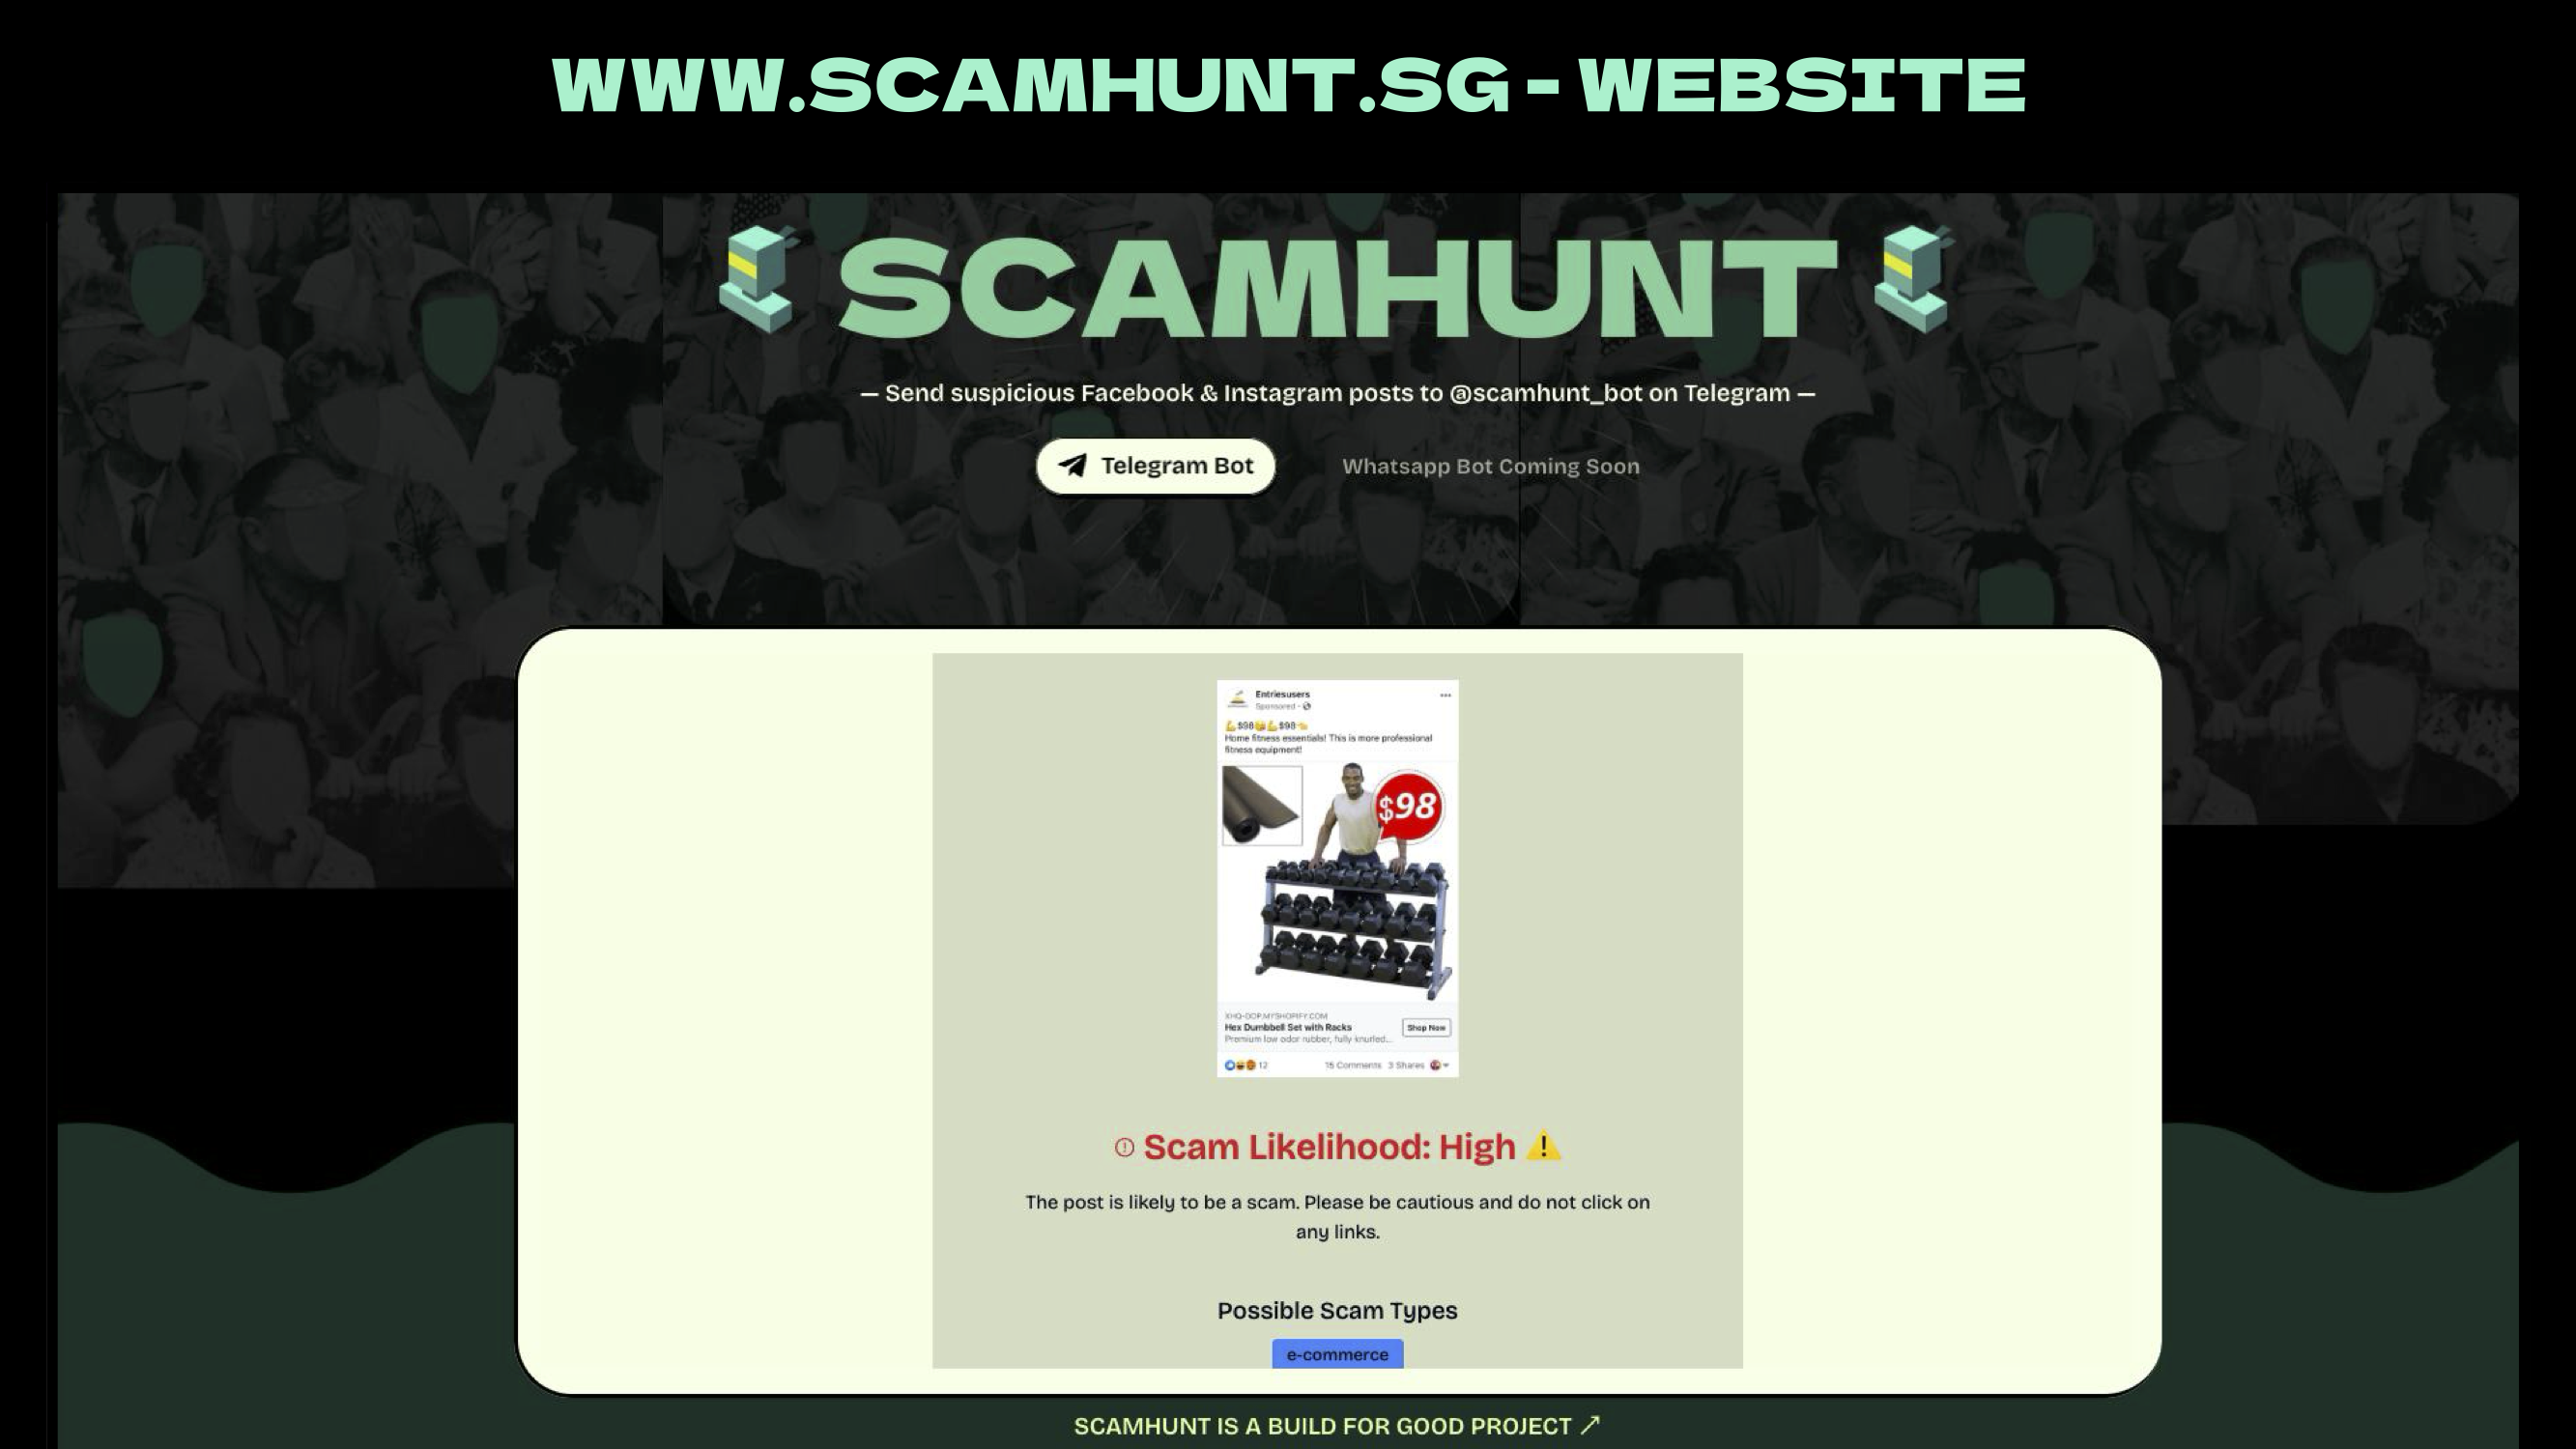 WWW.SCAMHUNT.SG - WEBSITE
SCAMHUNT
— Send suspicious Facebook & Instagram posts to @scamhunt_bot on Telegram —
Telegram Bot
Whatsapp Bot Coming Soon
Entriesusers
Sponsored ·
💪$98😘💪$98👈
Home fitness essentials! This is more professional
fitness equipment!
$98
XHQ-DOP.MYSHOPIFY.COM
Hex Dumbbell Set with Racks
Shop Now
Premium low odor rubber, fully knurled...
12
15 Comments 3 Shares
Scam Likelihood: High ⚠️
The post is likely to be a scam. Please be cautious and do not click on
any links.
Possible Scam Types
e-commerce
SCAMHUNT IS A BUILD FOR GOOD PROJECT ↗